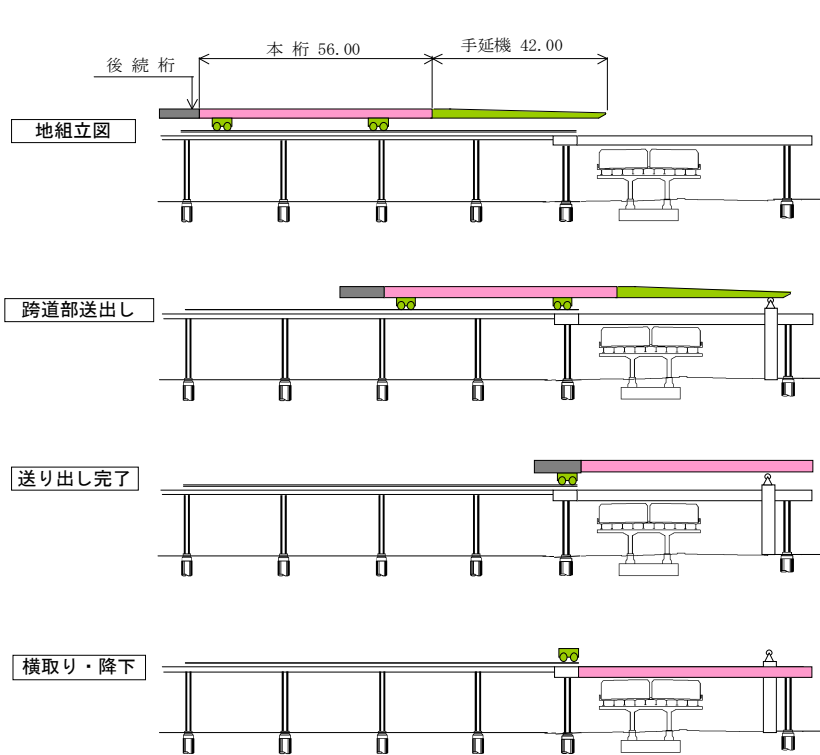 本 桁 56.00
手延機 42.00
後 続 桁
地組立図
跨道部送出し
送り出し完了
横取り・降下